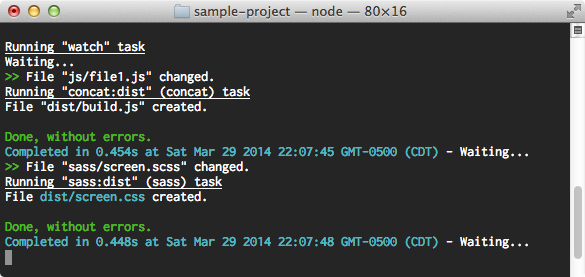 sample-project — node — 80×16
Running "watch" task
Waiting...
>> File "js/file1.js" changed.
Running "concat:dist" (concat) task
File "dist/build.js" created.
Done, without errors.
Completed in 0.454s at Sat Mar 29 2014 22:07:45 GMT-0500 (CDT) - Waiting...
>> File "sass/screen.scss" changed.
Running "sass:dist" (sass) task
File dist/screen.css created.
Done, without errors.
Completed in 0.448s at Sat Mar 29 2014 22:07:48 GMT-0500 (CDT) - Waiting...